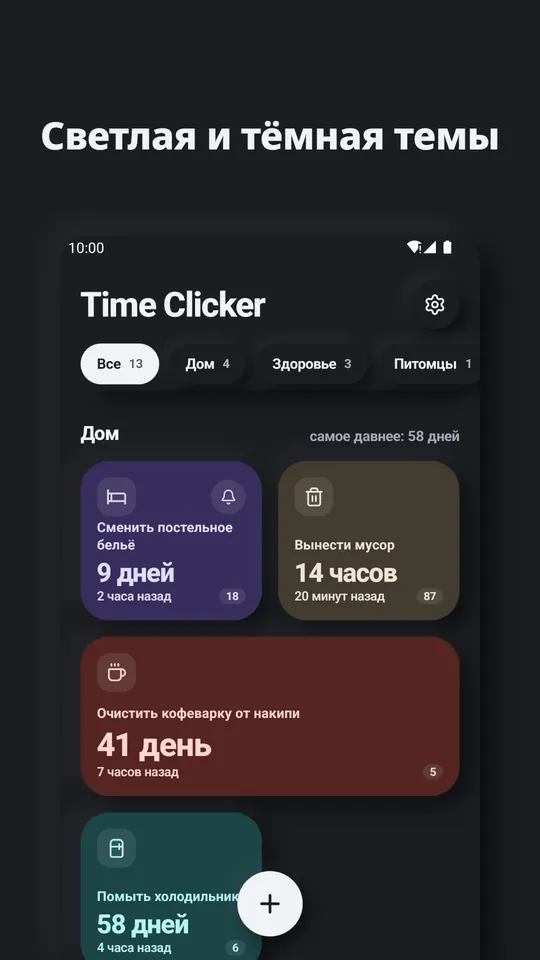 Светлая и тёмная темы
10:00
Time Clicker
Все 13 Дом 4 Здоровье 3 Питомцы 1
Дом самое давнее: 58 дней
Сменить постельное
бельё
9 дней
2 часа назад 18
Вынести мусор
14 часов
20 минут назад 87
Очистить кофеварку от накипи
41 день
7 часов назад 5
Помыть холодильник
58 дней
4 часа назад 6